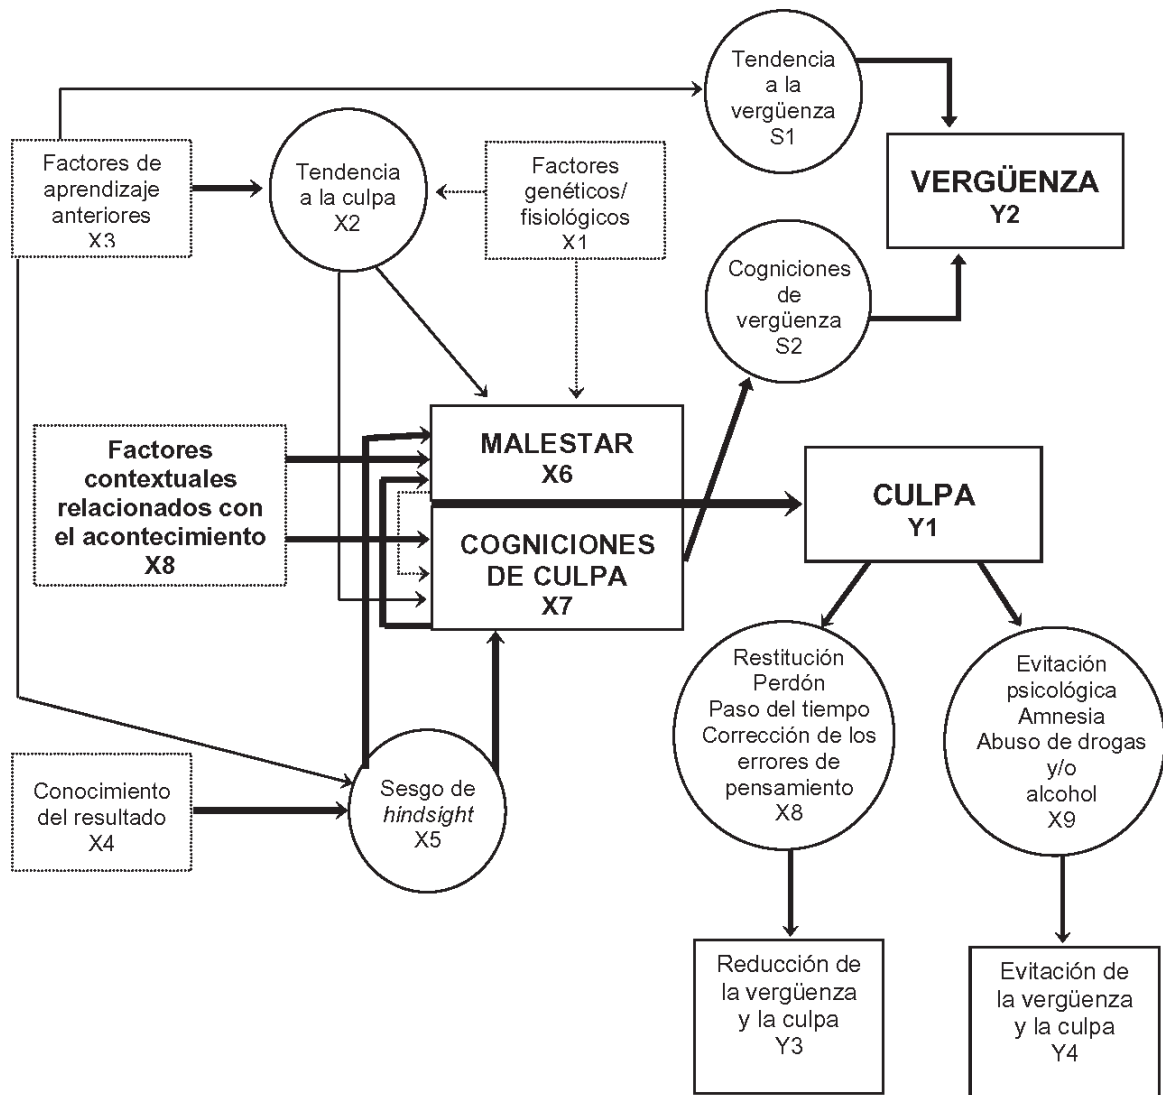 Tendencia
a la
vergüenza
S1
Factores de
aprendizaje
anteriores
X3
Tendencia
a la culpa
X2
Factores
genéticos/
fisiológicos
X1
VERGÜENZA
Y2
Cogniciones
de
vergüenza
S2
Factores
contextuales
relacionados con
el acontecimiento
X8
MALESTAR
X6
COGNICIONES
DE CULPA
X7
CULPA
Y1
Restitución
Perdón
Paso del tiempo
Corrección de los
errores de
pensamiento
X8
Evitación
psicológica
Amnesia
Abuso de drogas
y/o
alcohol
X9
Conocimiento
del resultado
X4
Sesgo de
hindsight
X5
Reducción de
la vergüenza
y la culpa
Y3
Evitación de
la vergüenza
y la culpa
Y4